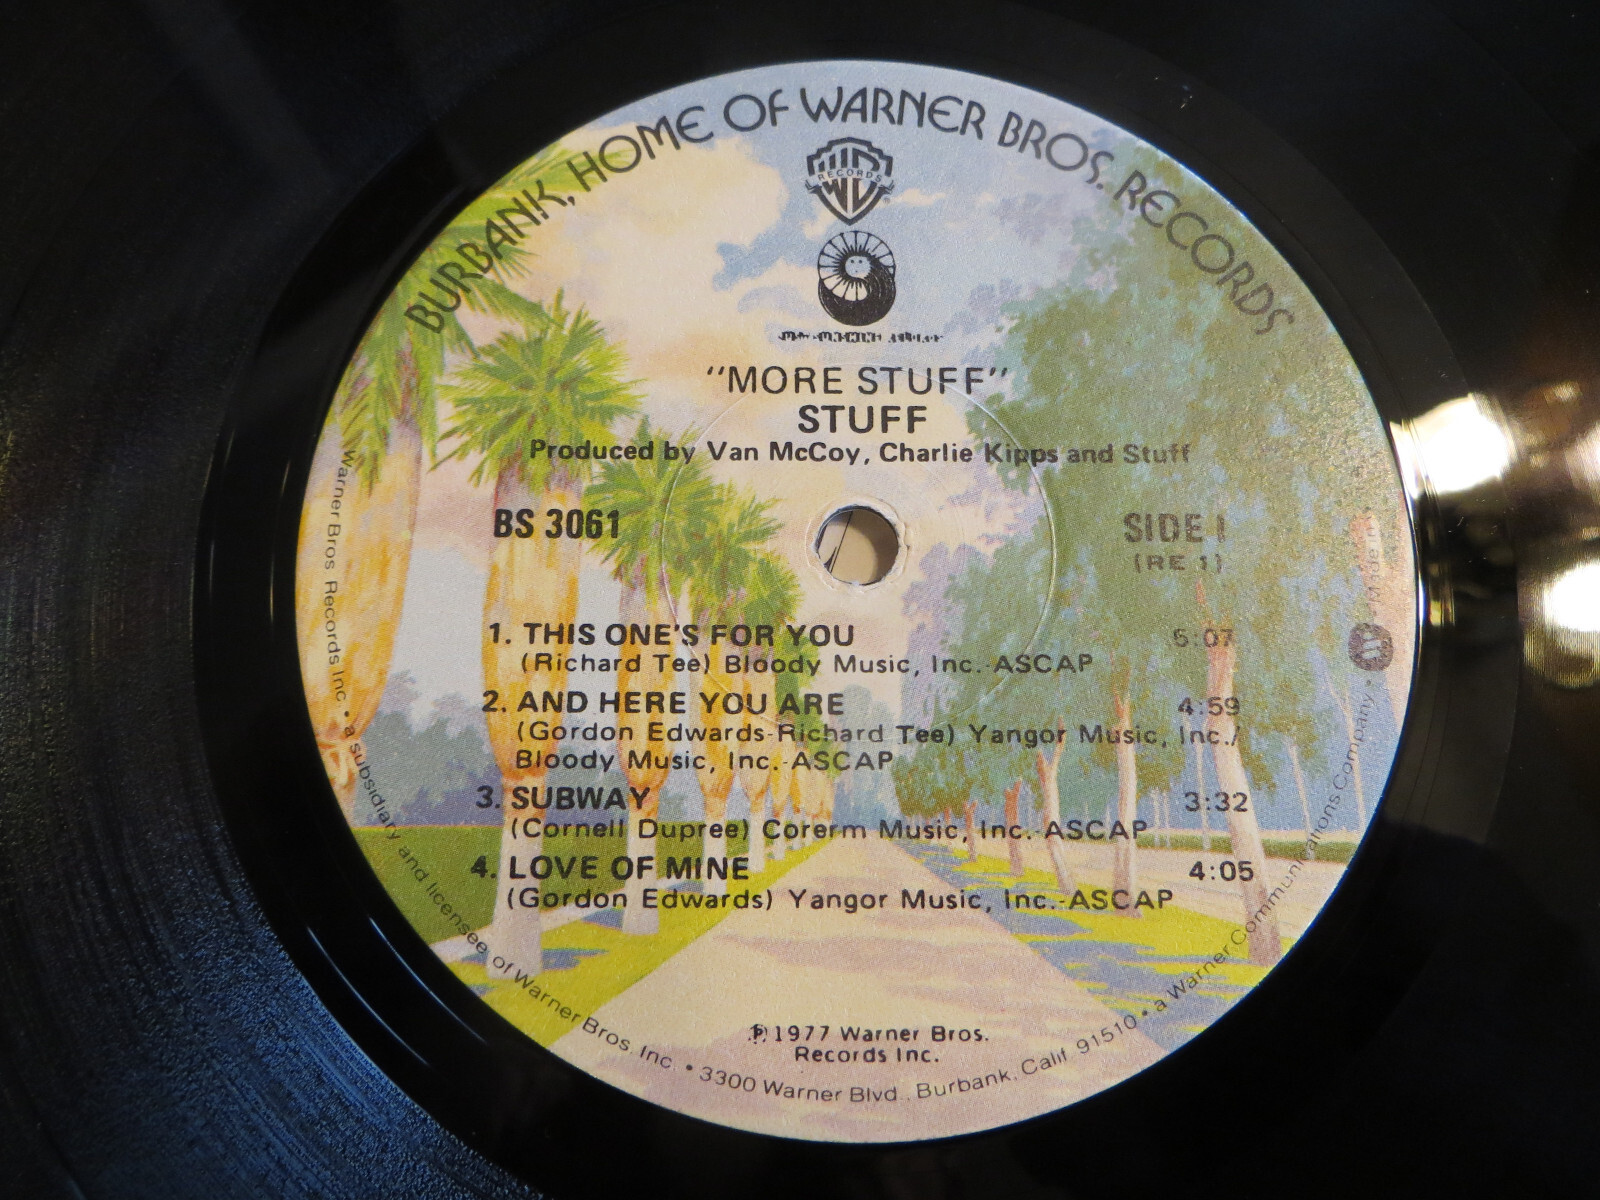 BURBANK, HOME OF WARNER BROS. RECORDS
RECORDS
"MORE STUFF"
STUFF
Produced by Van McCoy, Charlie Kipps and Stuff
BS 3061
SIDE 1
(RE 1)
1. THIS ONE'S FOR YOU 5:07
(Richard Tee) Bloody Music, Inc.-ASCAP
2. AND HERE YOU ARE 4:59
(Gordon Edwards-Richard Tee) Yangor Music, Inc./
Bloody Music, Inc.-ASCAP
3. SUBWAY 3:32
(Cornell Dupree) Corerm Music, Inc.-ASCAP
4. LOVE OF MINE 4:05
(Gordon Edwards) Yangor Music, Inc.-ASCAP
℗ 1977 Warner Bros.
Records Inc.
Warner Bros. Records Inc. • a subsidiary and licensee of Warner Bros. Inc. • 3300 Warner Blvd., Burbank, Calif. 91510 • a Warner Communications Company • Made in